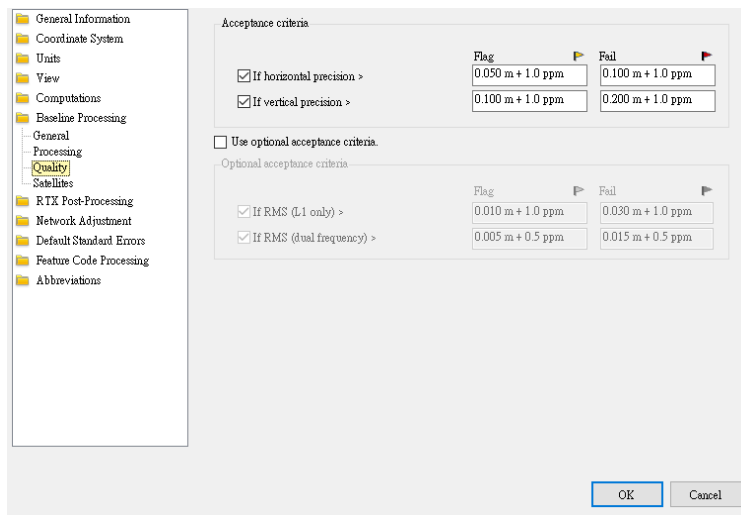 General Information
Coordinate System
Units
View
Computations
Baseline Processing
General
Processing
Quality
Satellites
RTX Post-Processing
Network Adjustment
Default Standard Errors
Feature Code Processing
Abbreviations
Acceptance criteria
Flag Fail
If horizontal precision > 0.050 m + 1.0 ppm 0.100 m + 1.0 ppm
If vertical precision > 0.100 m + 1.0 ppm 0.200 m + 1.0 ppm
Use optional acceptance criteria.
Optional acceptance criteria
Flag Fail
If RMS (L1 only) > 0.010 m + 1.0 ppm 0.030 m + 1.0 ppm
If RMS (dual frequency) > 0.005 m + 0.5 ppm 0.015 m + 0.5 ppm
OK Cancel